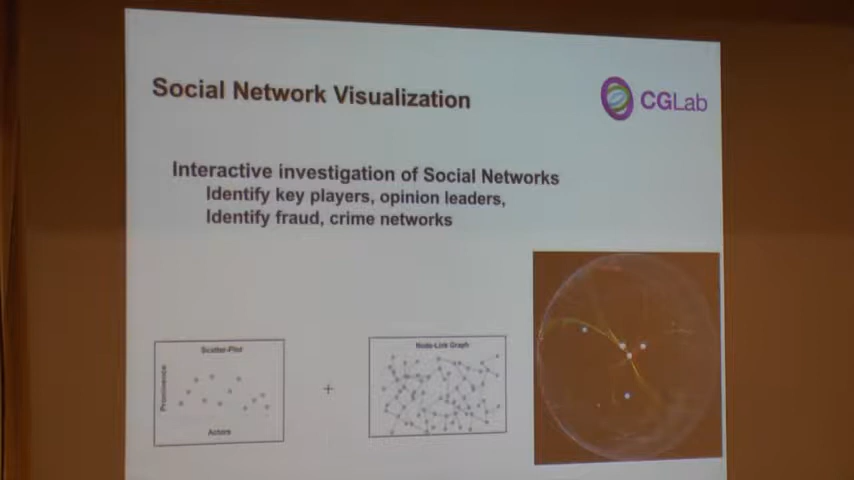 Social Network Visualization
CGLab
Interactive investigation of Social Networks
Identify key players, opinion leaders,
Identify fraud, crime networks
Scatter-Plot
Prominence
Actors
+
Node-Link Graph